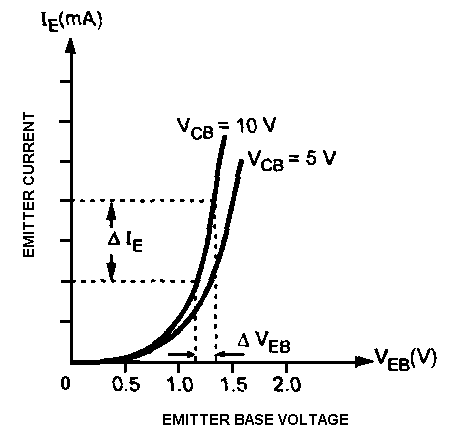 I_E(mA)
EMITTER CURRENT
V_CB = 10 V
V_CB = 5 V
Δ I_E
Δ V_EB
V_EB(V)
0 0.5 1.0 1.5 2.0
EMITTER BASE VOLTAGE